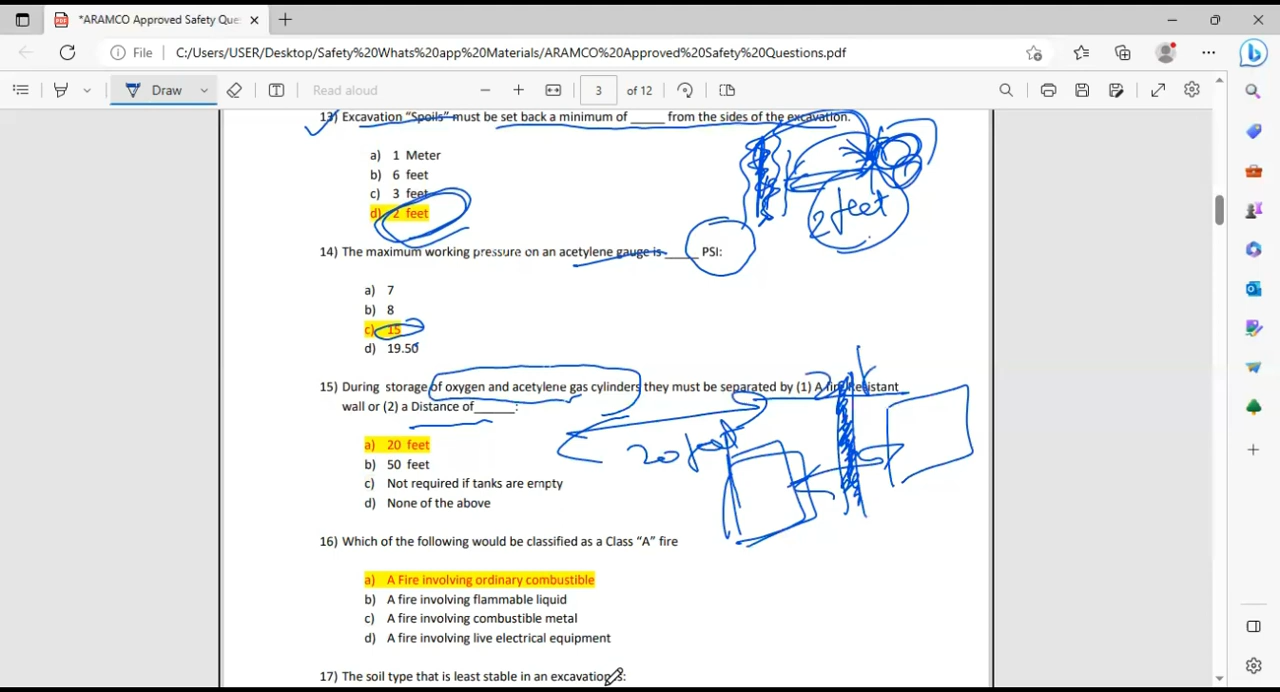 *ARAMCO Approved Safety Que
File C:/Users/USER/Desktop/Safety%20Whats%20app%20Materials/ARAMCO%20Approved%20Safety%20Questions.pdf
Draw Read aloud 3 of 12
13) Excavation "Spoils" must be set back a minimum of _____ from the sides of the excavation.
a) 1 Meter
b) 6 feet
c) 3 feet
d) 2 feet
2 feet
14) The maximum working pressure on an acetylene gauge is _____ PSI:
a) 7
b) 8
c) 15
d) 19.50
15) During storage of oxygen and acetylene gas cylinders they must be separated by (1) A fire Resistant
wall or (2) a Distance of______:
20 feet
a) 20 feet
b) 50 feet
c) Not required if tanks are empty
d) None of the above
16) Which of the following would be classified as a Class "A" fire
a) A Fire involving ordinary combustible
b) A fire involving flammable liquid
c) A fire involving combustible metal
d) A fire involving live electrical equipment
17) The soil type that is least stable in an excavation is: